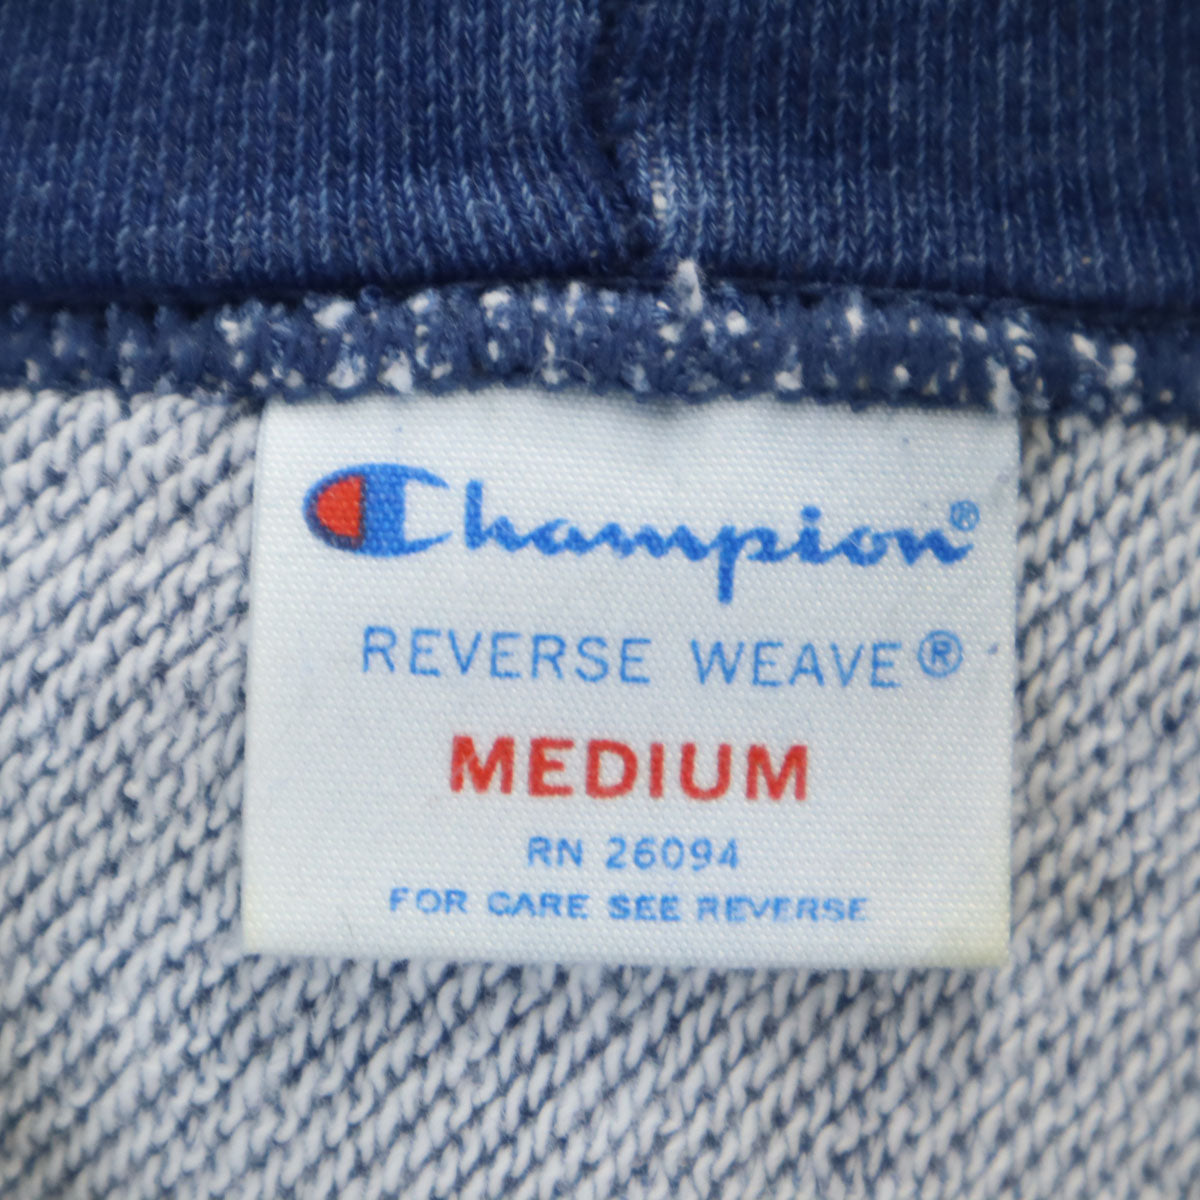 Champion®
REVERSE WEAVE®
MEDIUM
RN 26094
FOR CARE SEE REVERSE